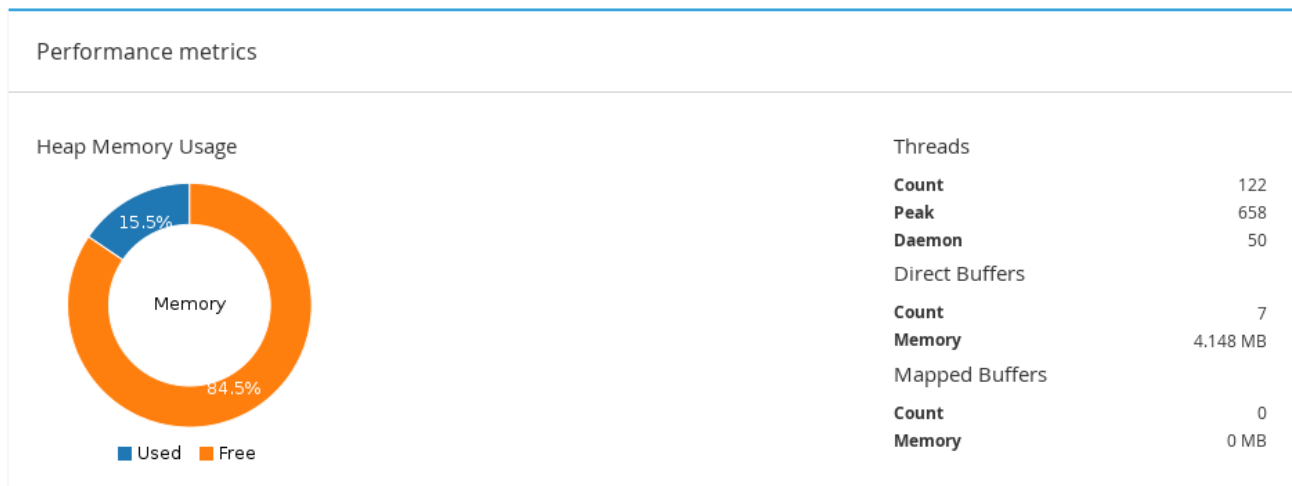 Performance metrics
Heap Memory Usage
15.5%
Memory
84.5%
Used Free
Threads
Count 122
Peak 658
Daemon 50
Direct Buffers
Count 7
Memory 4.148 MB
Mapped Buffers
Count 0
Memory 0 MB